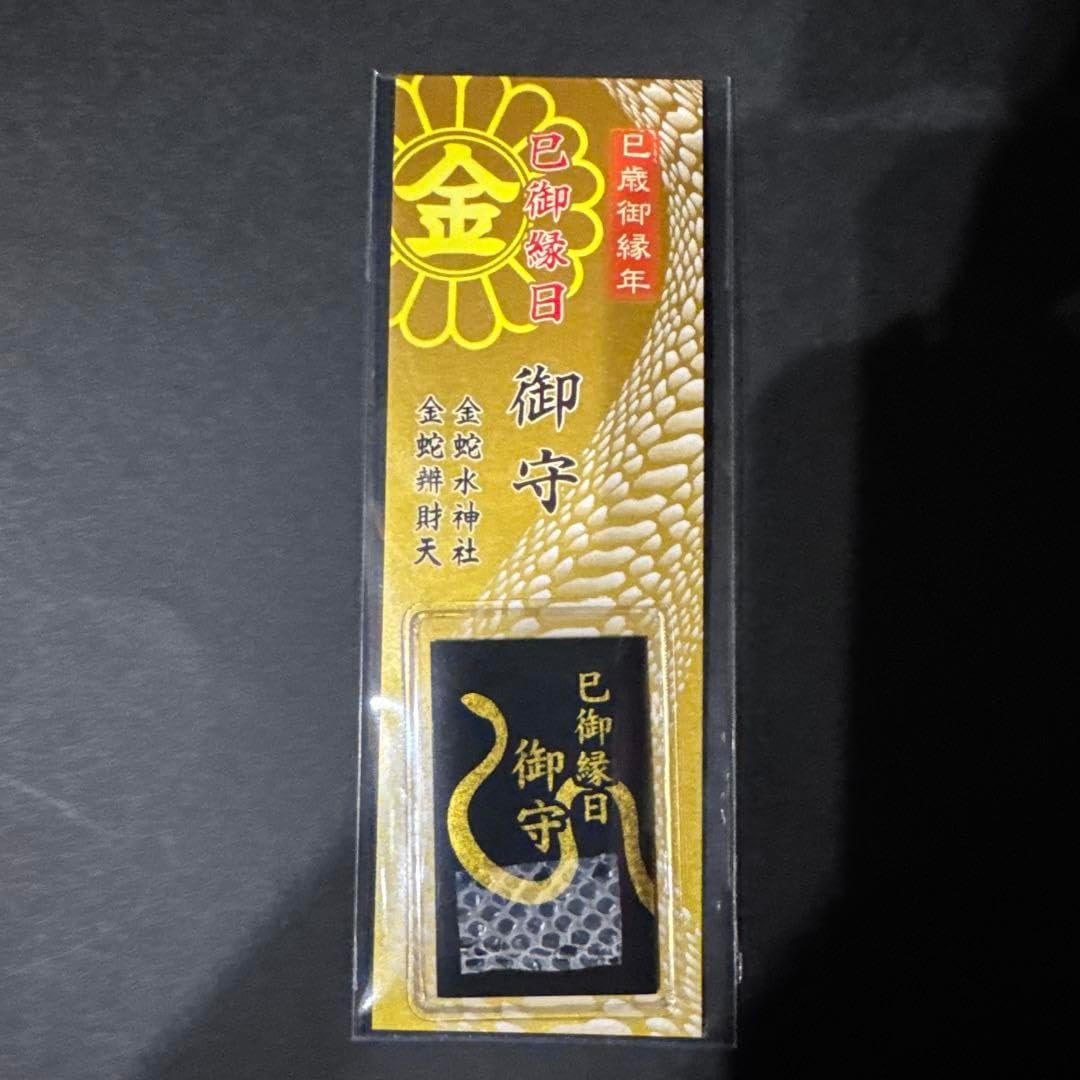 巳歳御縁年
巳御縁日
金
御守
金蛇水神社
金蛇辨財天
巳御縁日
御守